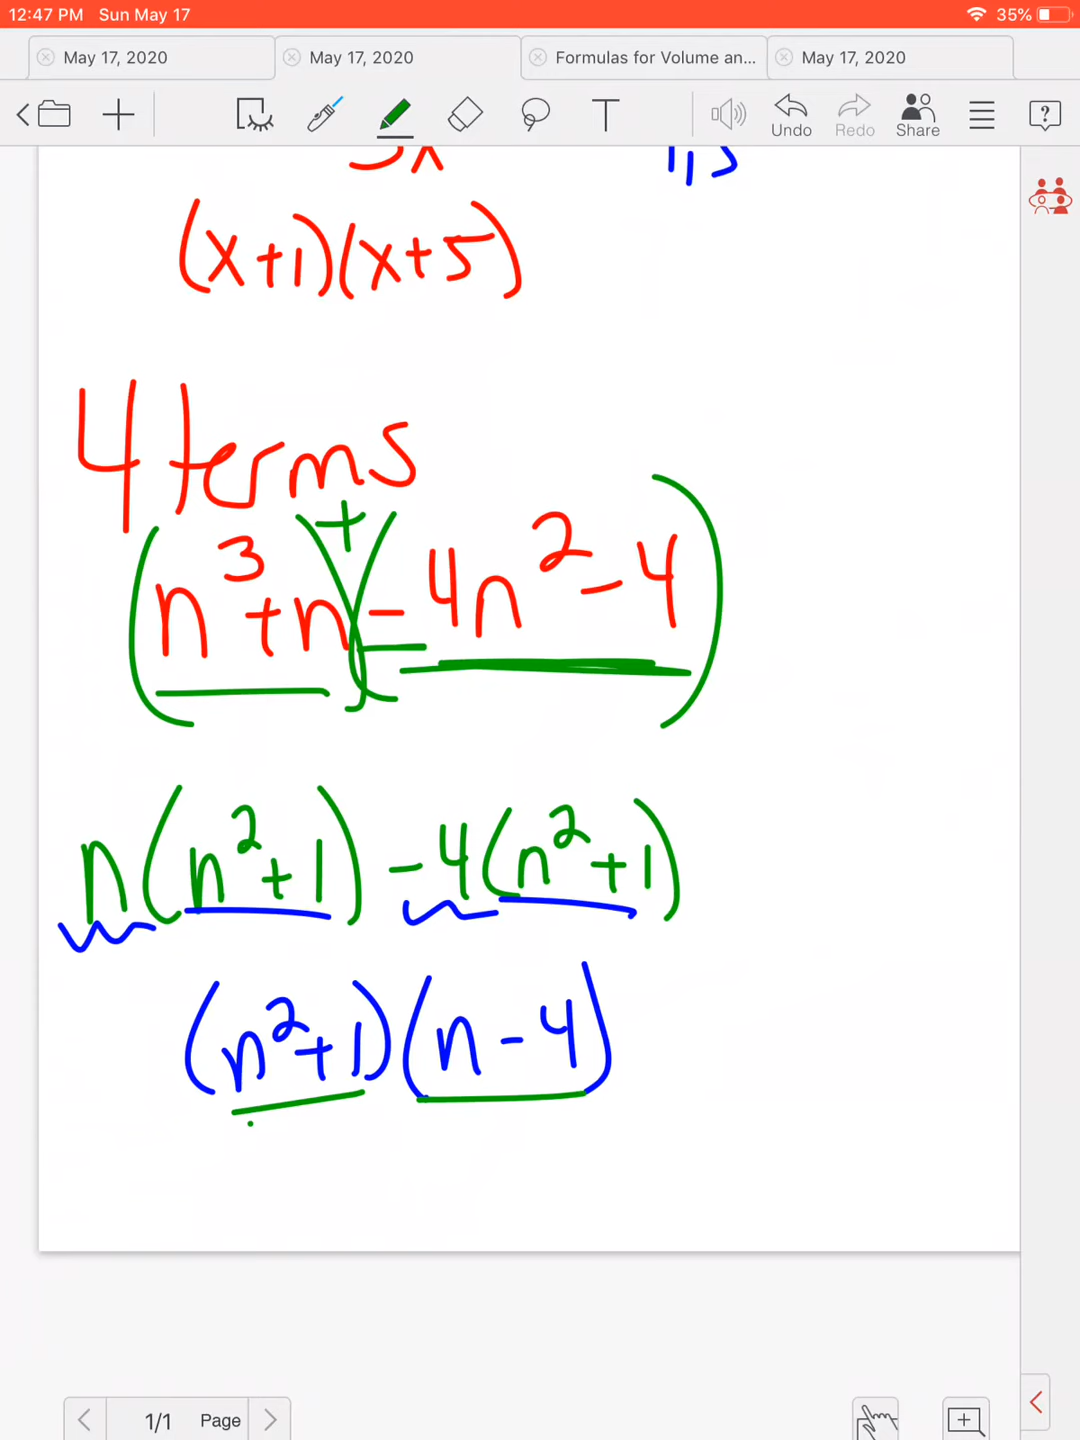 12:47 PM Sun May 17 35%
May 17, 2020 May 17, 2020 Formulas for Volume an... May 17, 2020
T Undo Redo Share ?
(x+1)(x+5)
4 terms
(n³+n)+(-4n²-4)
n(n²+1) -4(n²+1)
(n²+1)(n-4)
1/1 Page